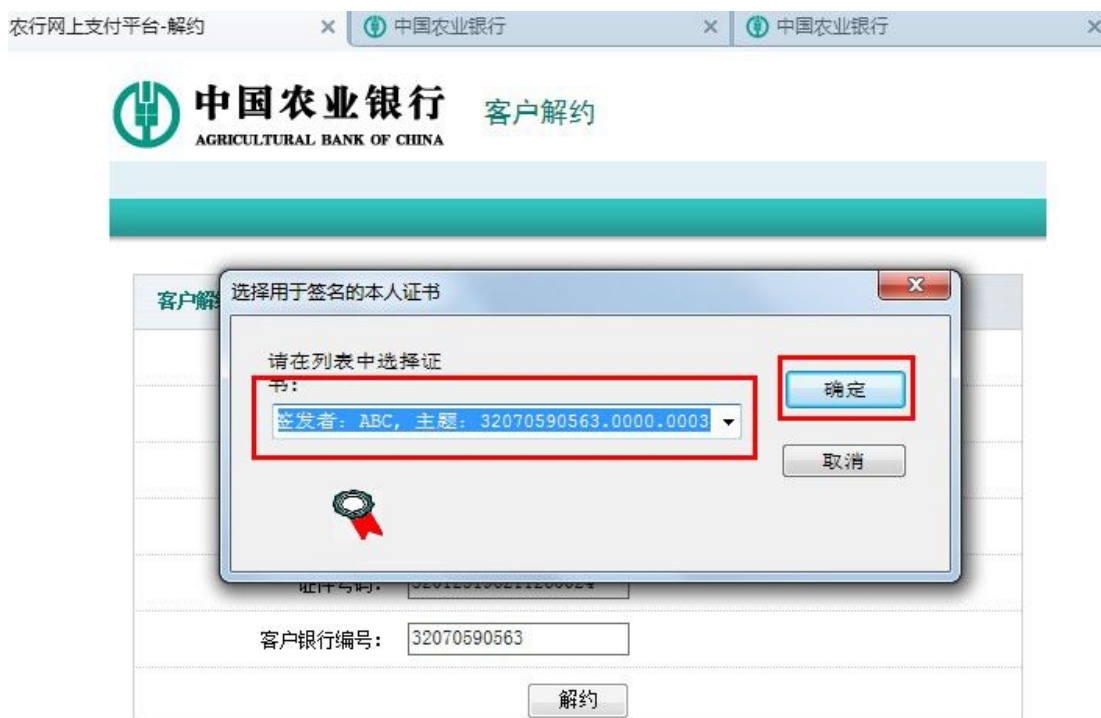 农行网上支付平台-解约
中国农业银行
中国农业银行
中国农业银行
AGRICULTURAL BANK OF CHINA
客户解约
客户解
选择用于签名的本人证书
请在列表中选择证
书:
签发者: ABC, 主题: 32070590563.0000.0003
确定
取消
证件号码:
客户银行编号: 32070590563
解约